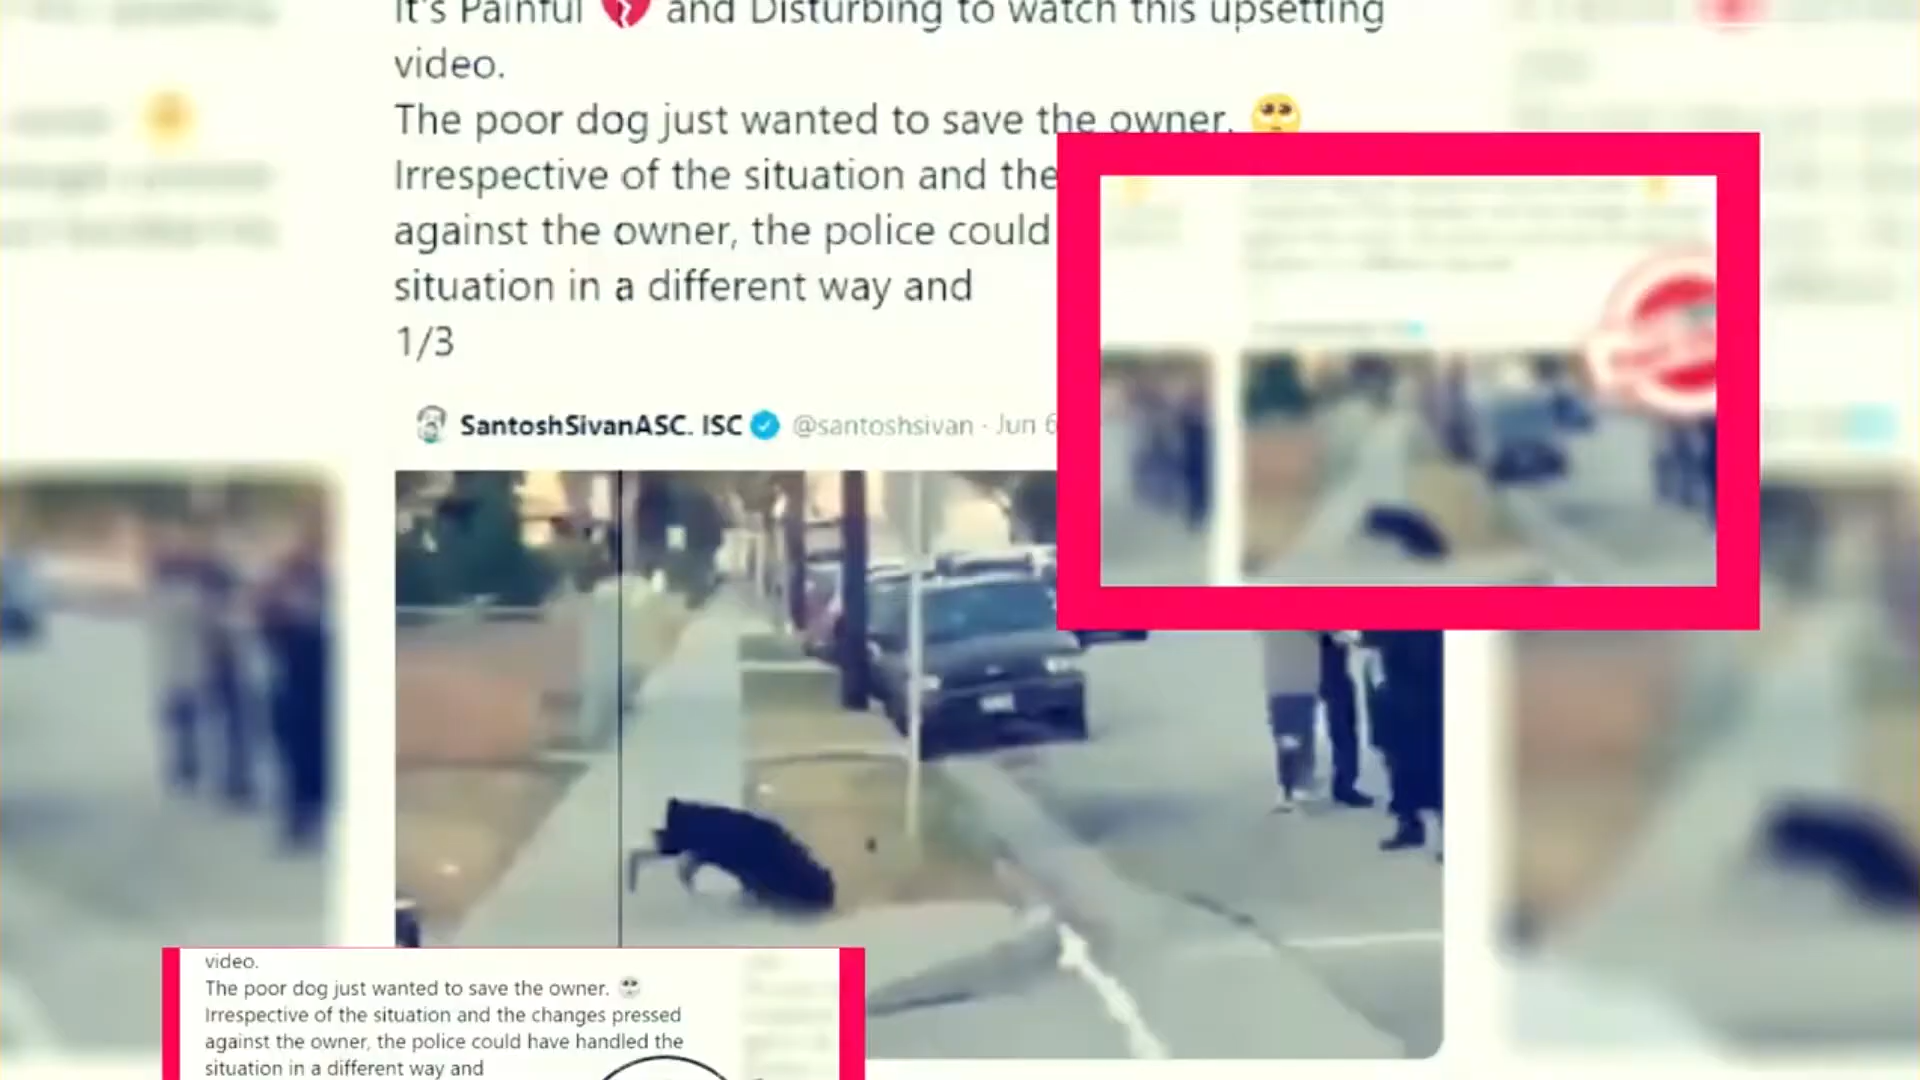 It's Painful 💔 and Disturbing to watch this upsetting
video.
The poor dog just wanted to save the owner. 🥺
Irrespective of the situation and the
against the owner, the police could
situation in a different way and
1/3
SantoshSivanASC. ISC @santoshsivan · Jun 6
video.
The poor dog just wanted to save the owner. 🥺
Irrespective of the situation and the changes pressed
against the owner, the police could have handled the
situation in a different way and